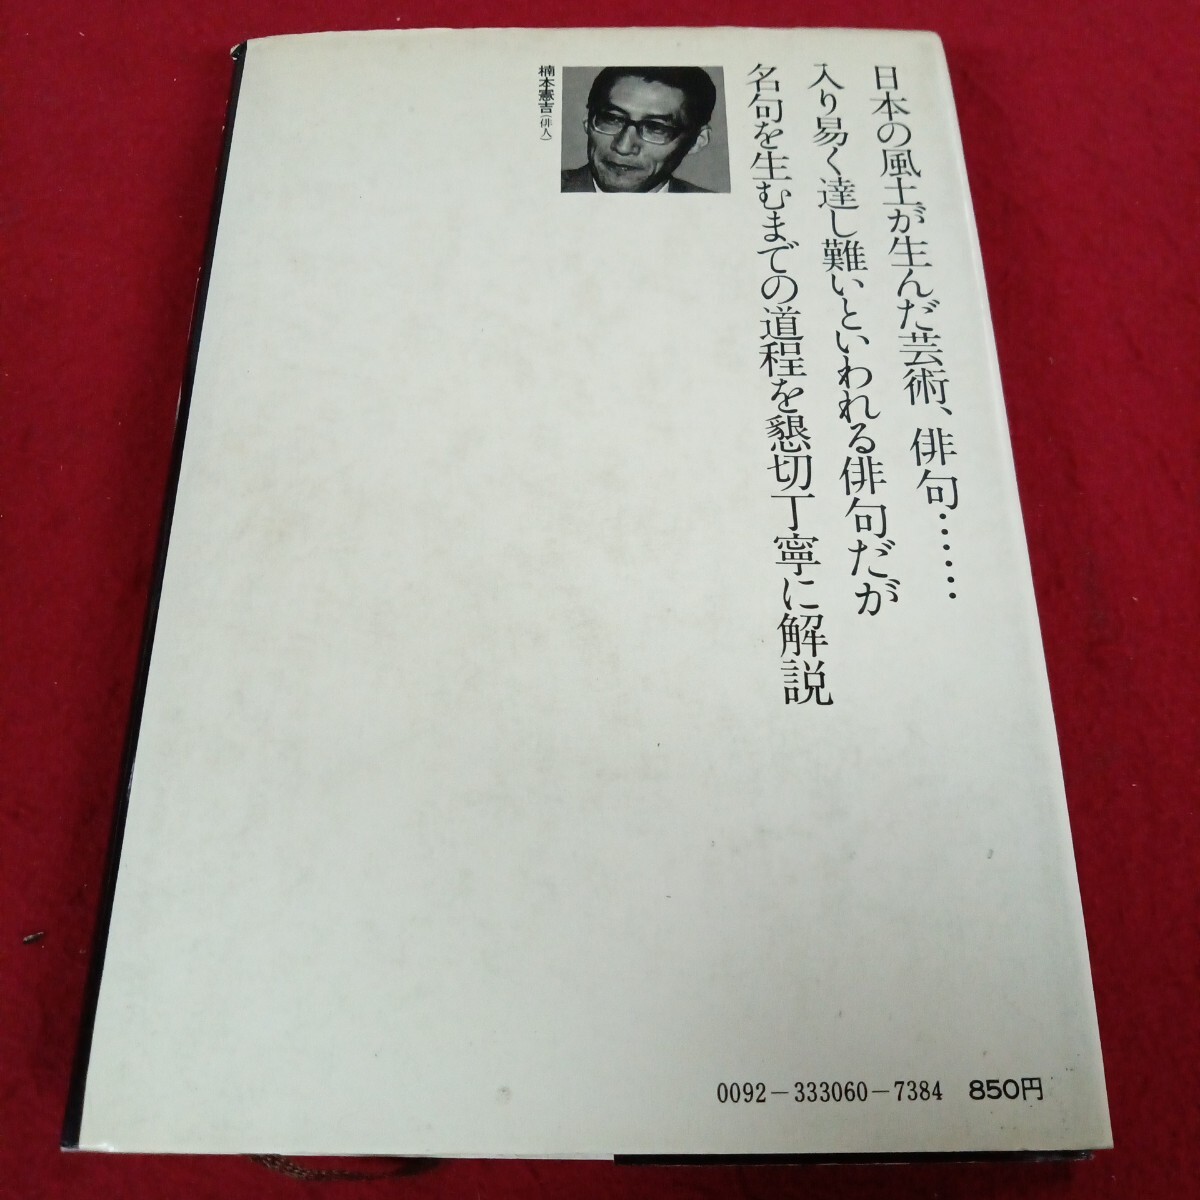 日本の風土が生んだ芸術、俳句……
入り易く達し難いといわれる俳句だが
名句を生むまでの道程を懇切丁寧に解説
楠本憲吉(俳人)
0092-333060-7384 850円